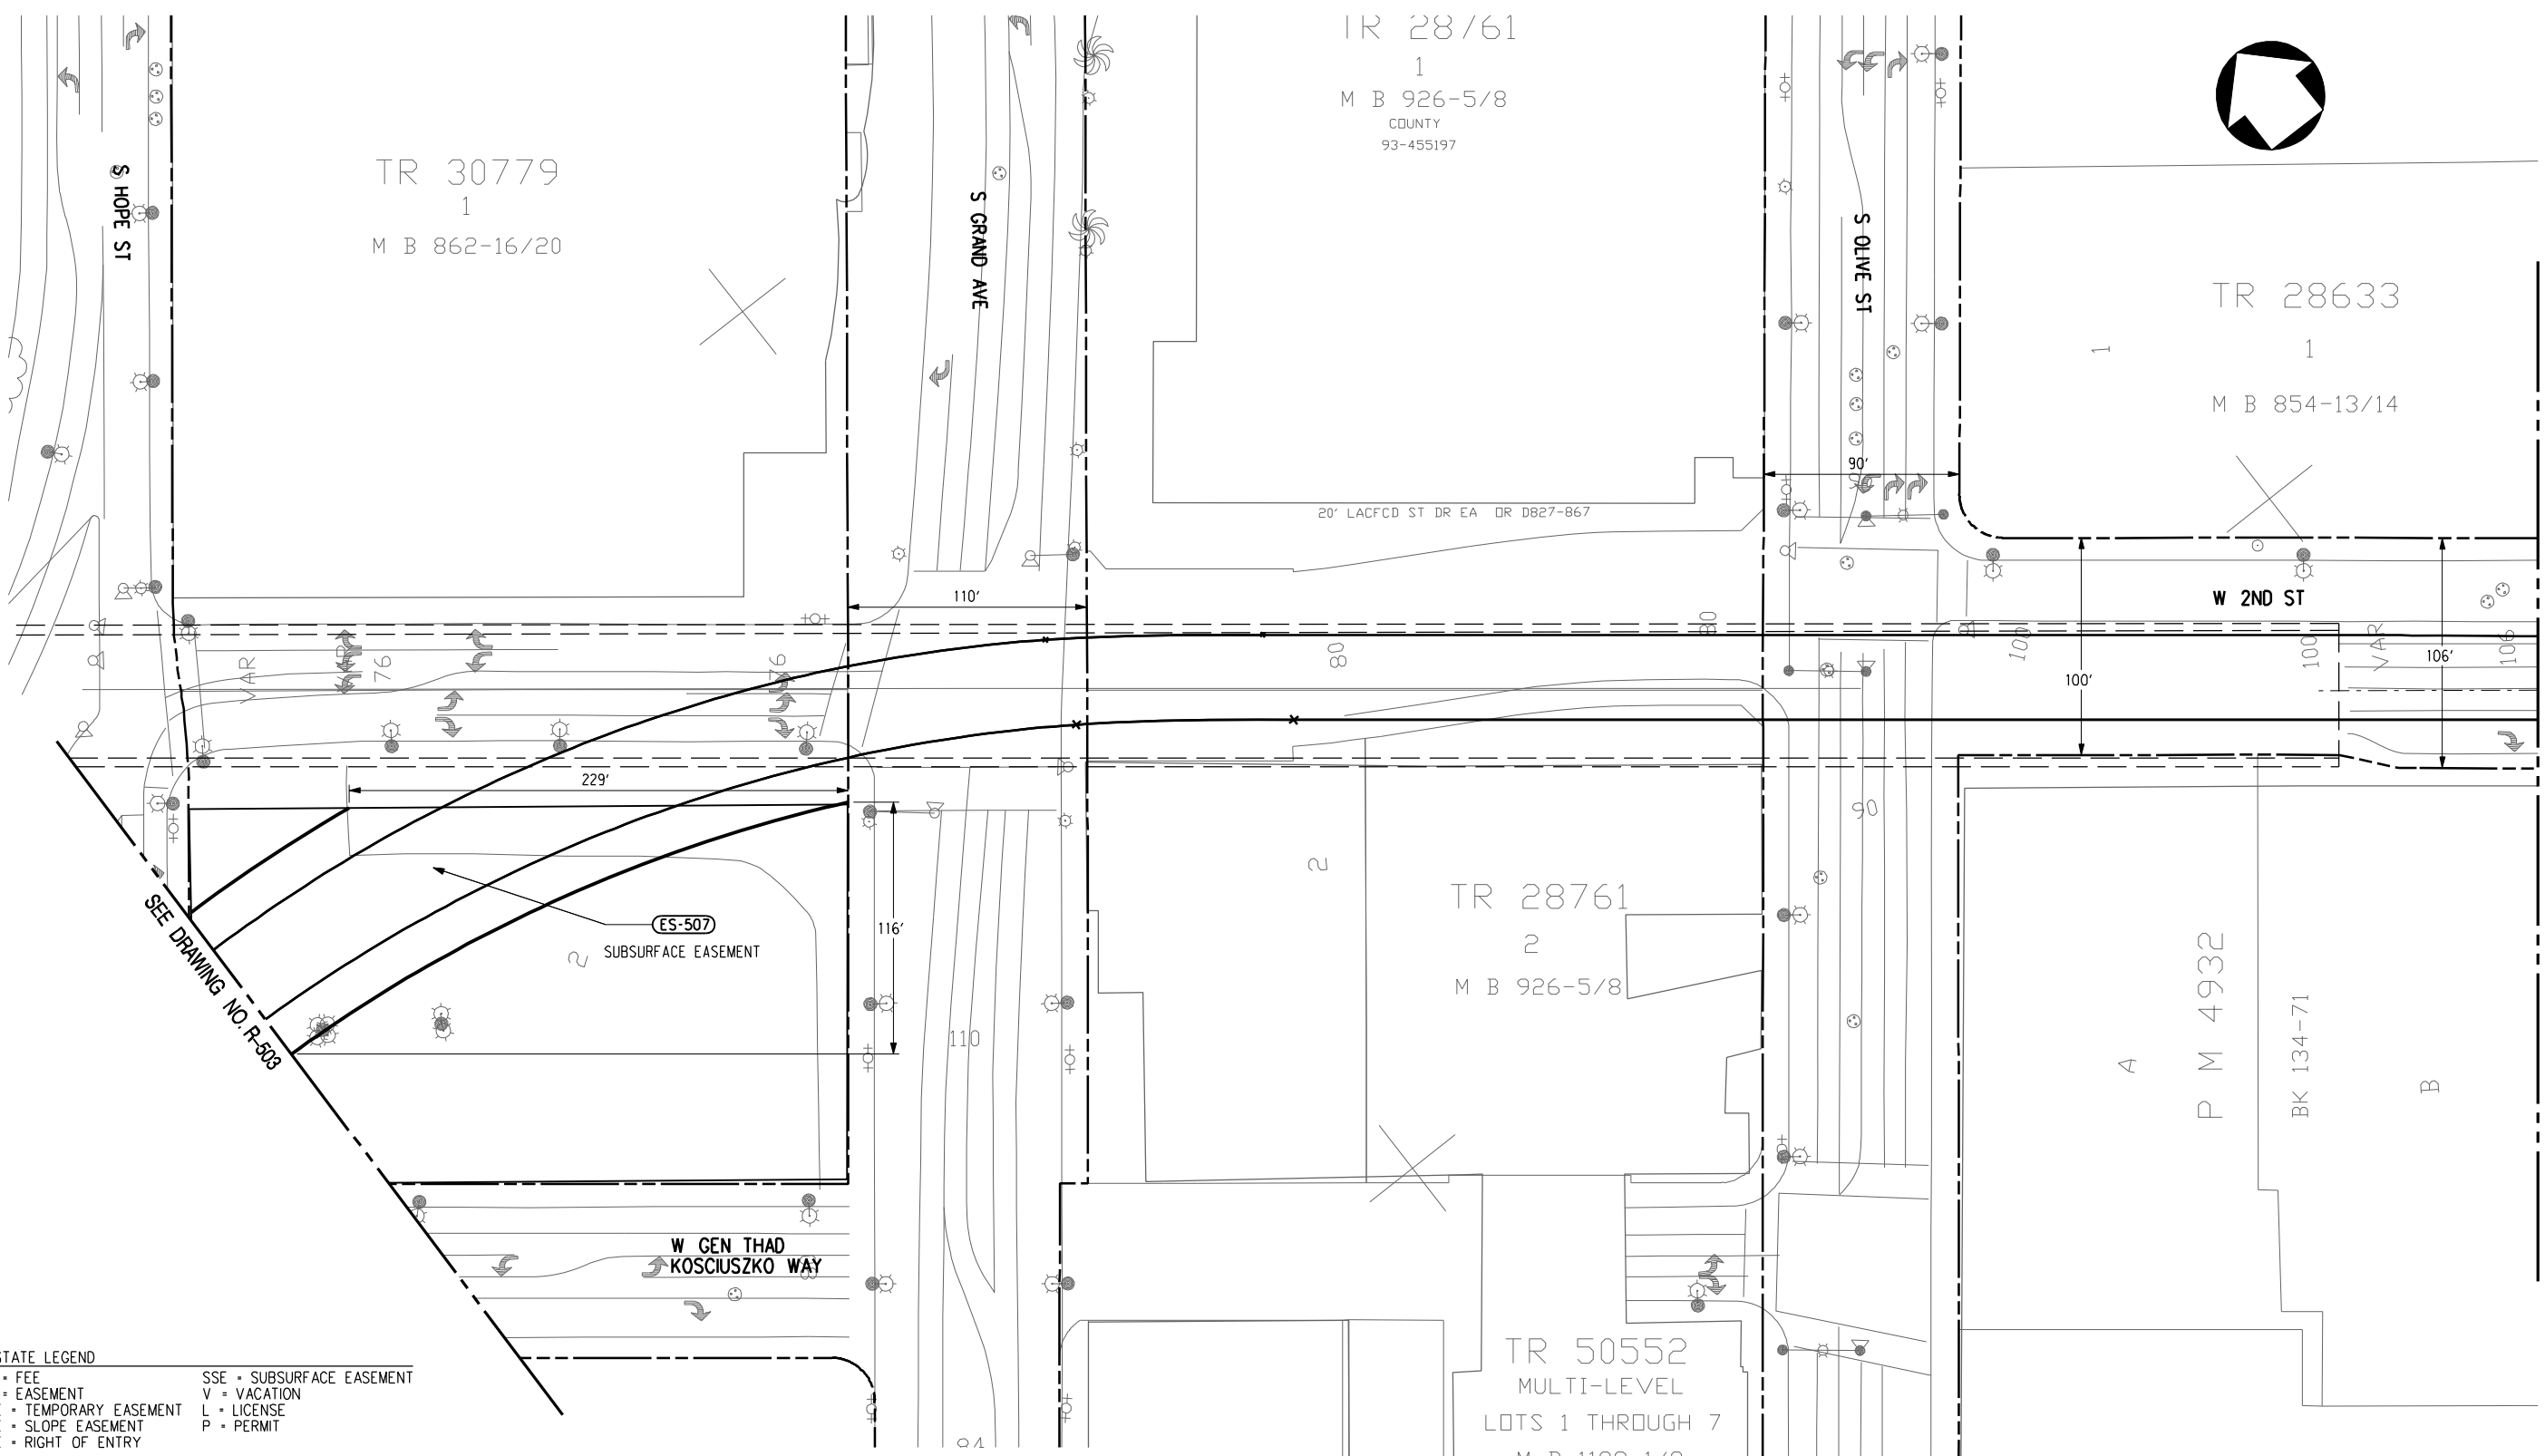 TR 28761
1
M B 926-5/8
COUNTY
93-455197
TR 30779
1
M B 862-16/20
S HOPE ST
S GRAND AVE
S OLIVE ST
TR 28633
1
1
M B 854-13/14
90'
20' LACFCD ST DR EA OR D827-867
110'
W 2ND ST
VAR
76
76
80
80
100
100
VAR
106
100'
106'
229'
90
2
TR 28761
2
M B 926-5/8
ES-507
SUBSURFACE EASEMENT
2
116'
SEE DRAWING NO. R-503
110
A
P M 4932
BK 134-71
B
W GEN THAD
KOSCIUSZKO WAY
TR 50552
MULTI-LEVEL
LOTS 1 THROUGH 7
STATE LEGEND
= FEE
SSE = SUBSURFACE EASEMENT
= EASEMENT
V = VACATION
= TEMPORARY EASEMENT
L = LICENSE
= SLOPE EASEMENT
P = PERMIT
= RIGHT OF ENTRY